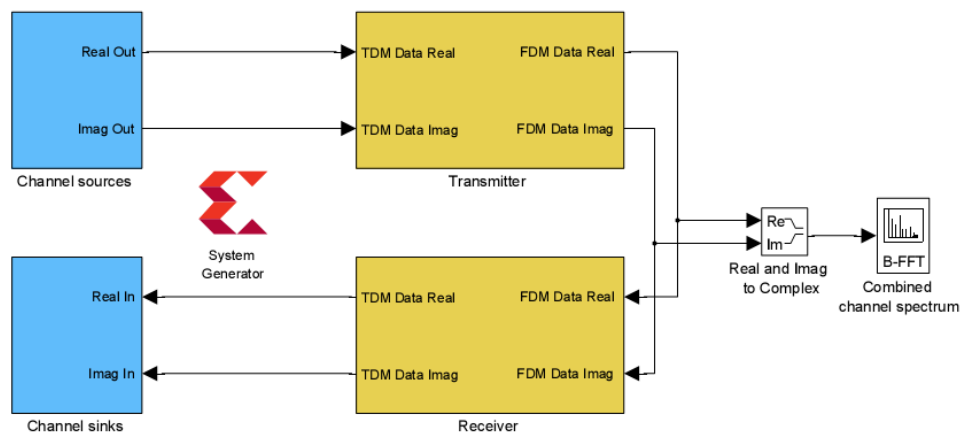 Real Out
Imag Out
Channel sources
TDM Data Real
FDM Data Real
TDM Data Imag
FDM Data Imag
Transmitter
System
Generator
Re
Im
Real and Imag
to Complex
B-FFT
Combined
channel spectrum
Real In
Imag In
Channel sinks
TDM Data Real
FDM Data Real
TDM Data Imag
FDM Data Imag
Receiver